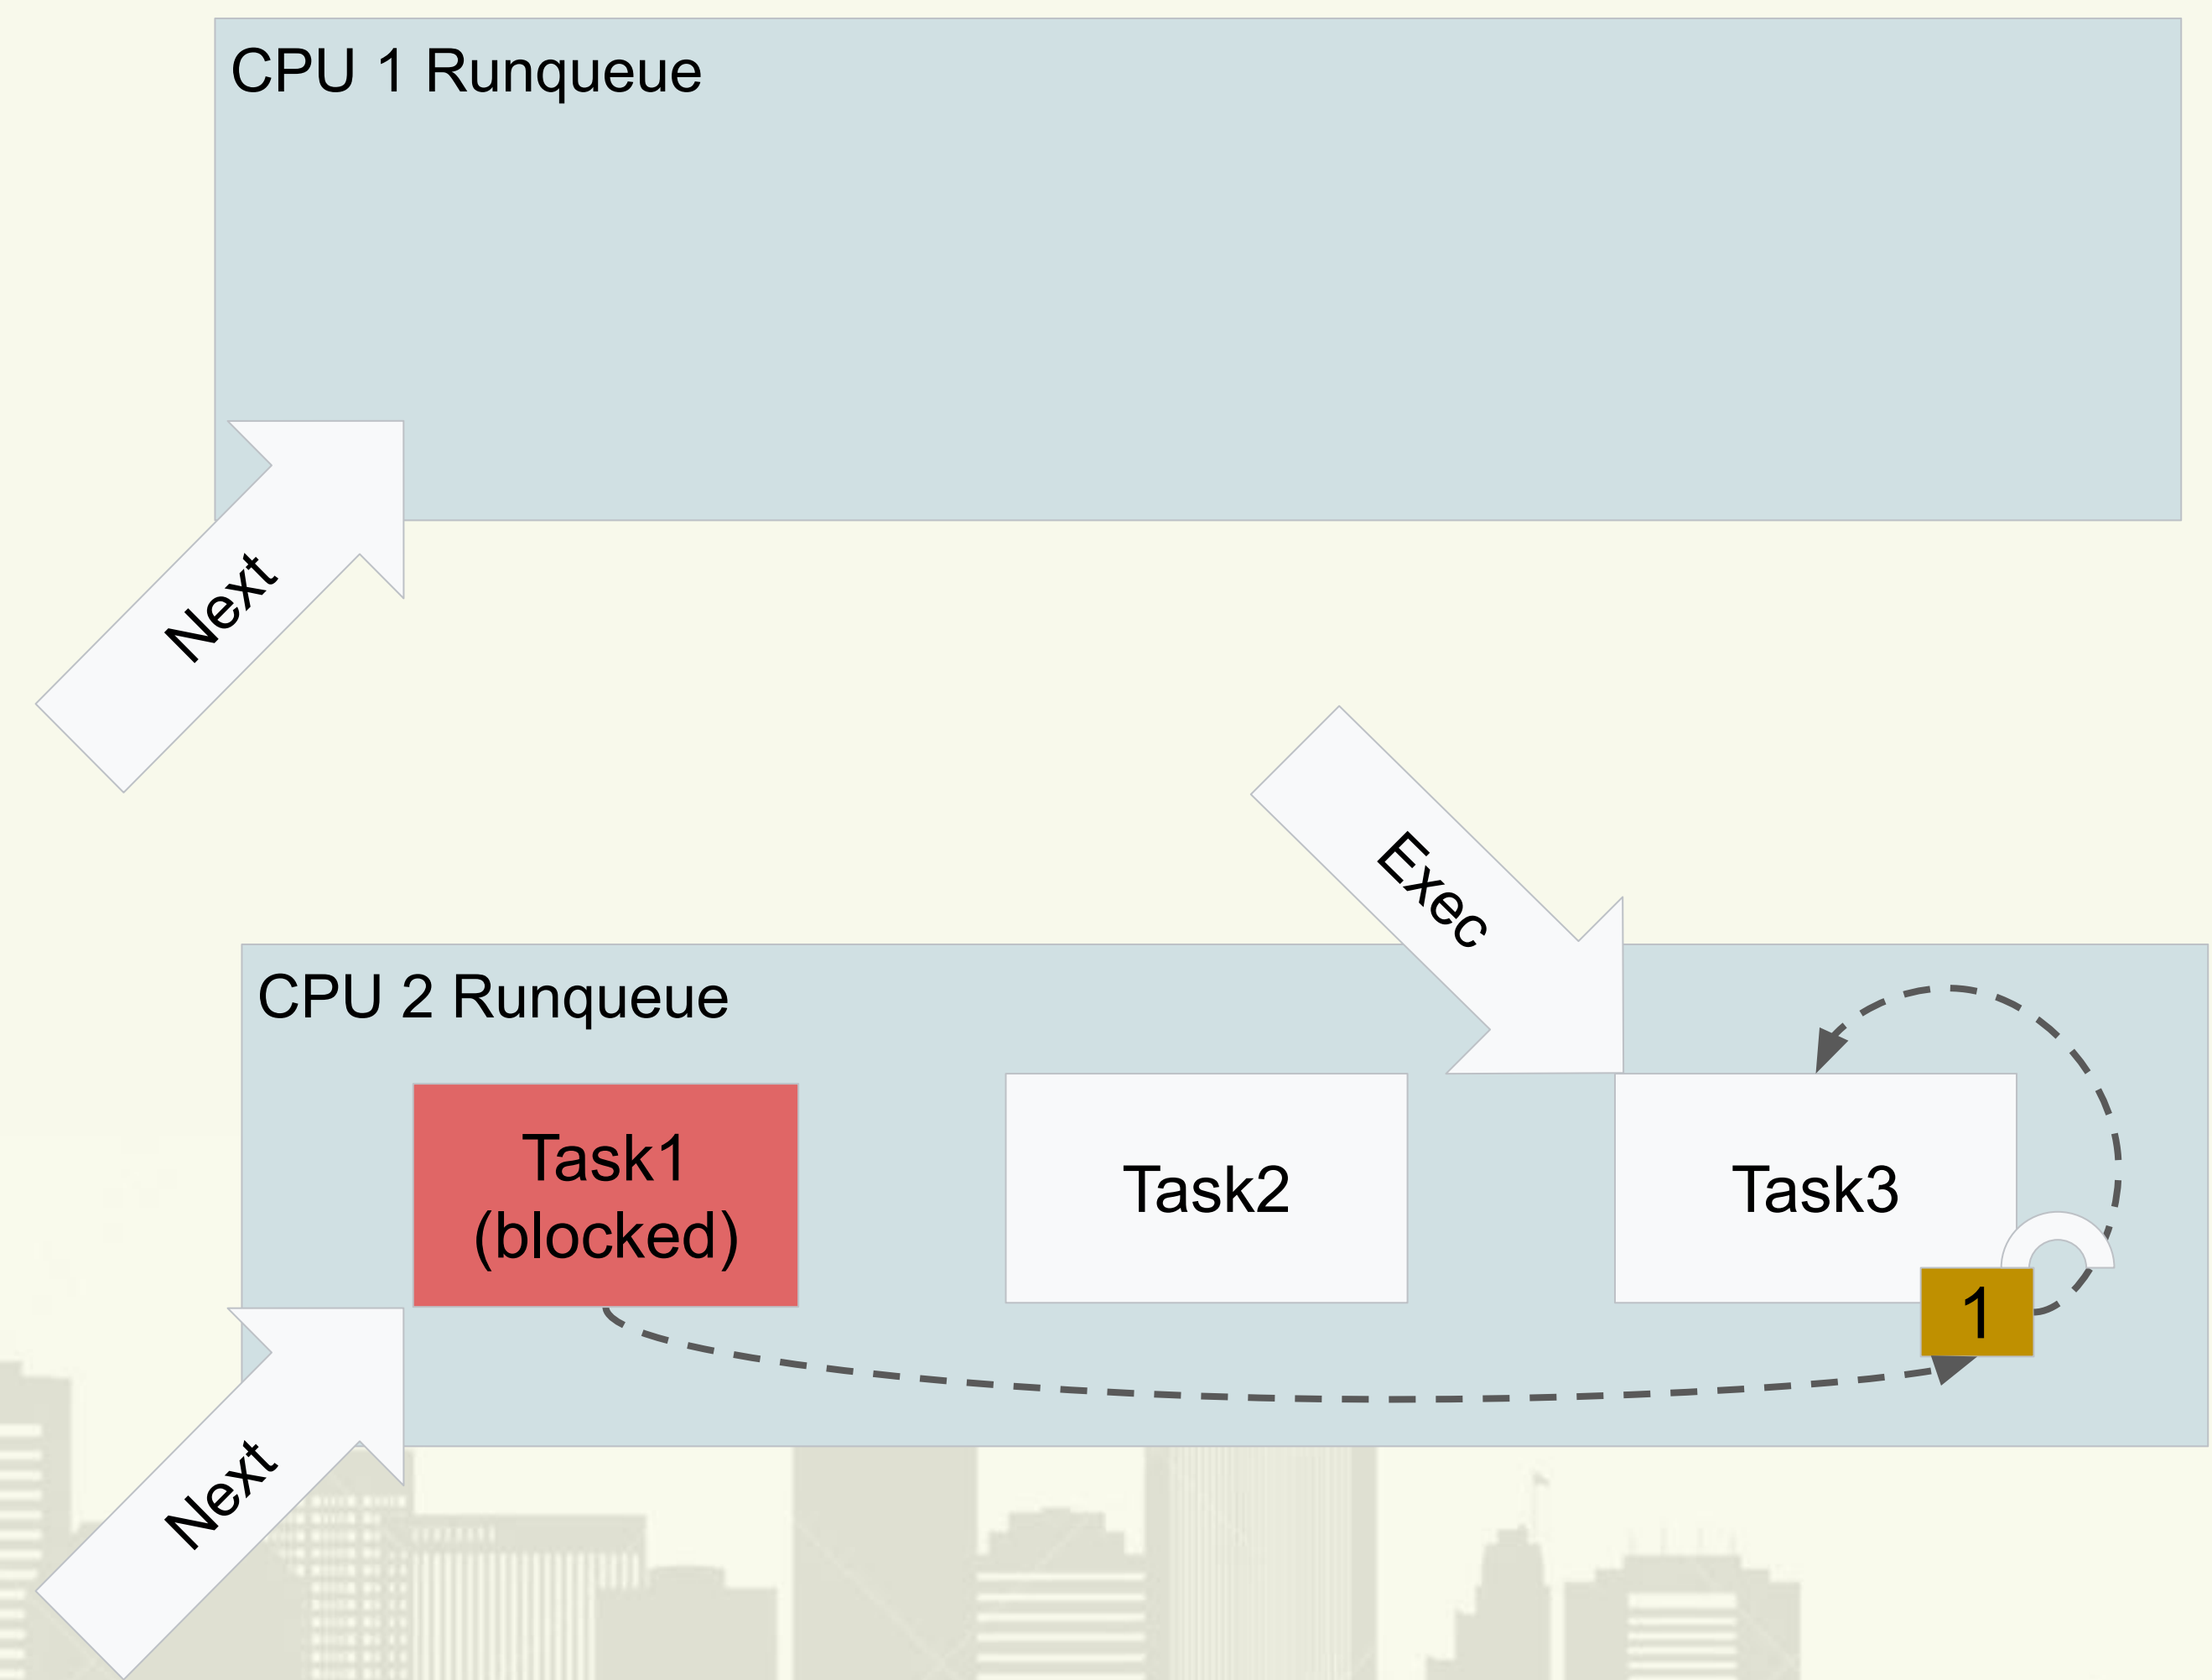 CPU 1 Runqueue
Next
Exec
CPU 2 Runqueue
Task1
(blocked)
Task2
Task3
1
Next